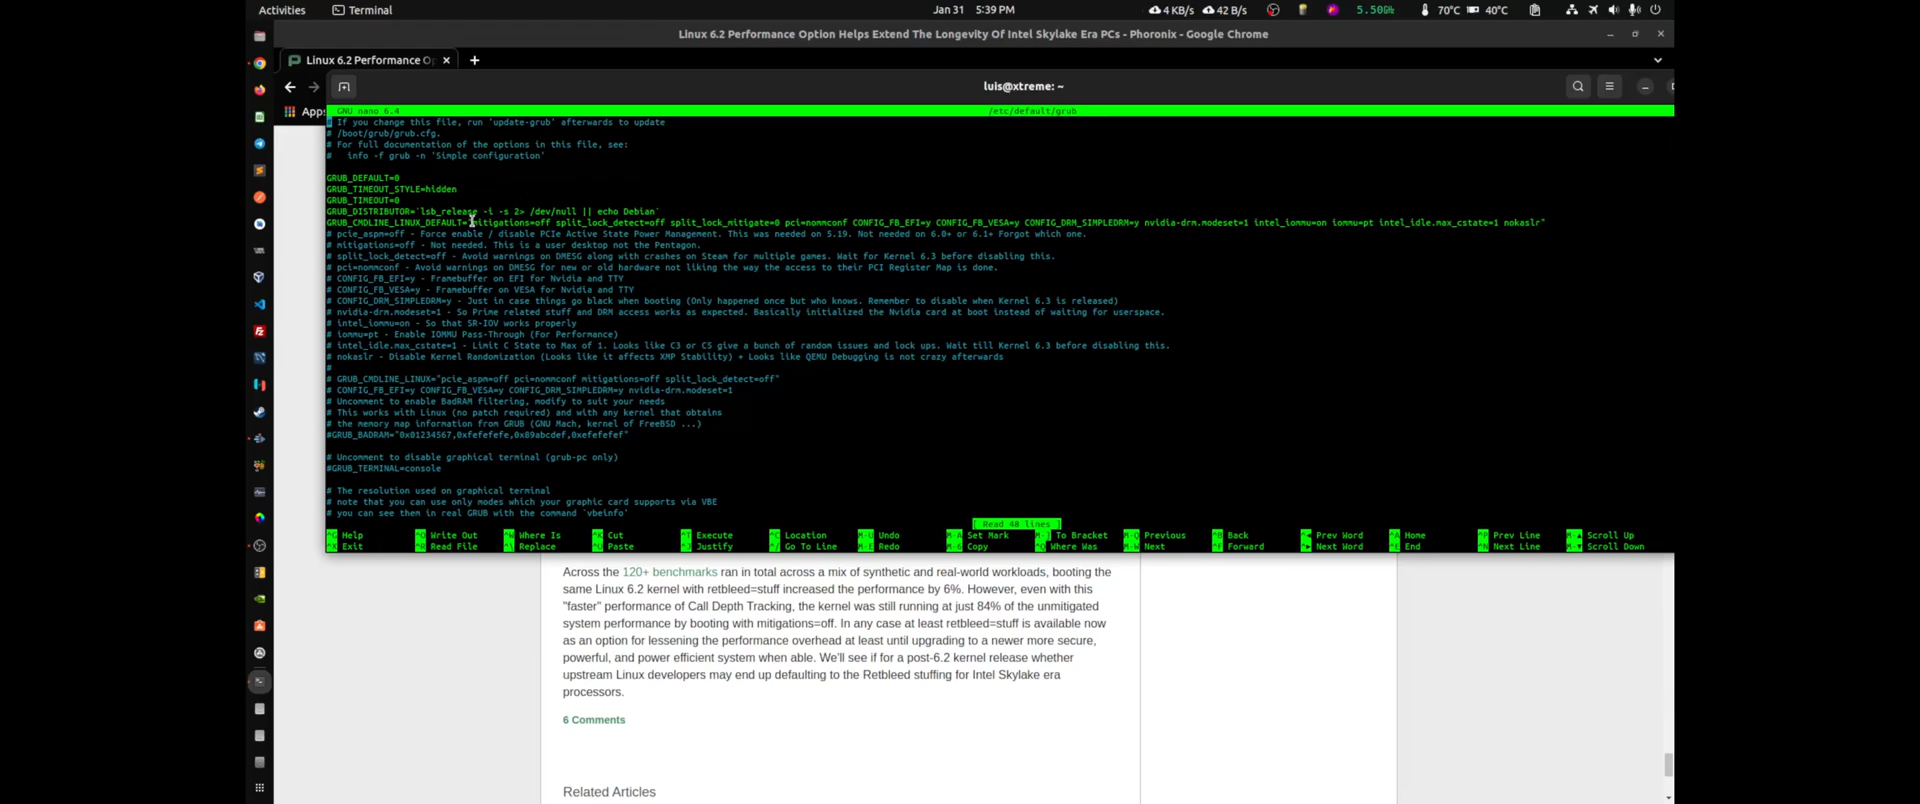 Activities
Terminal
Jan 31 5:39 PM
4 KB/s 42 B/s
5.50GHz
70°C 40°C
Linux 6.2 Performance Option Helps Extend The Longevity Of Intel Skylake Era PCs - Phoronix - Google Chrome
Linux 6.2 Performance Op
luis@xtreme: ~
Apps
GNU nano 6.4 /etc/default/grub
# If you change this file, run 'update-grub' afterwards to update
# /boot/grub/grub.cfg.
# For full documentation of the options in this file, see:
# info -f grub -n 'Simple configuration'
GRUB_DEFAULT=0
GRUB_TIMEOUT_STYLE=hidden
GRUB_TIMEOUT=0
GRUB_DISTRIBUTOR=`lsb_release -i -s 2> /dev/null || echo Debian`
GRUB_CMDLINE_LINUX_DEFAULT="mitigations=off split_lock_detect=off split_lock_mitigate=0 pci=nommconf CONFIG_FB_EFI=y CONFIG_FB_VESA=y CONFIG_DRM_SIMPLEDRM=y nvidia-drm.modeset=1 intel_iommu=on iommu=pt intel_idle.max_cstate=1 nokaslr"
# pcie_aspm=off - Force enable / disable PCIe Active State Power Management. This was needed on 5.19. Not needed on 6.0+ or 6.1+ Forgot which one.
# mitigations=off - Not needed. This is a user desktop not the Pentagon.
# split_lock_detect=off - Avoid warnings on DMESG along with crashes on Steam for multiple games. Wait for Kernel 6.3 before disabling this.
# pci=nommconf - Avoid warnings on DMESG for new or old hardware not liking the way the access to their PCI Register Map is done.
# CONFIG_FB_EFI=y - Framebuffer on EFI for Nvidia and TTY
# CONFIG_FB_VESA=y - Framebuffer on VESA for Nvidia and TTY
# CONFIG_DRM_SIMPLEDRM=y - Just in case things go black when booting (Only happened once but who knows. Remember to disable when Kernel 6.3 is released)
# nvidia-drm.modeset=1 - So Prime related stuff and DRM access works as expected. Basically initialized the Nvidia card at boot instead of waiting for userspace.
# intel_iommu=on - So that SR-IOV works properly
# iommu=pt - Enable IOMMU Pass-Through (For Performance)
# intel_idle.max_cstate=1 - Limit C State to Max of 1. Looks like C3 or C5 give a bunch of random issues and lock ups. Wait till Kernel 6.3 before disabling this.
# nokaslr - Disable Kernel Randomization (Looks like it affects XMP Stability) + Looks like QEMU Debugging is not crazy afterwards
#
# GRUB_CMDLINE_LINUX="pcie_aspm=off pci=nommconf mitigations=off split_lock_detect=off"
# CONFIG_FB_EFI=y CONFIG_FB_VESA=y CONFIG_DRM_SIMPLEDRM=y nvidia-drm.modeset=1
# Uncomment to enable BadRAM filtering, modify to suit your needs
# This works with Linux (no patch required) and with any kernel that obtains
# the memory map information from GRUB (GNU Mach, kernel of FreeBSD ...)
#GRUB_BADRAM="0x01234567,0xfefefefe,0x89abcdef,0xefefefef"
# Uncomment to disable graphical terminal (grub-pc only)
#GRUB_TERMINAL=console
# The resolution used on graphical terminal
# note that you can use only modes which your graphic card supports via VBE
# you can see them in real GRUB with the command `vbeinfo'
[ Read 48 lines ]
^G Help ^O Write Out ^W Where Is ^K Cut ^T Execute ^C Location M-U Undo M-A Set Mark M-] To Bracket M-Q Previous ^B Back ^◀ Prev Word ^A Home ^P Prev Line M-▲ Scroll Up
^X Exit ^R Read File ^\ Replace ^U Paste ^J Justify ^/ Go To Line M-E Redo M-6 Copy ^Q Where Was M-W Next ^F Forward ^▶ Next Word ^E End ^N Next Line M-▼ Scroll Down
Across the 120+ benchmarks ran in total across a mix of synthetic and real-world workloads, booting the
same Linux 6.2 kernel with retbleed=stuff increased the performance by 6%. However, even with this
"faster" performance of Call Depth Tracking, the kernel was still running at just 84% of the unmitigated
system performance by booting with mitigations=off. In any case at least retbleed=stuff is available now
as an option for lessening the performance overhead at least until upgrading to a newer more secure,
powerful, and power efficient system when able. We'll see if for a post-6.2 kernel release whether
upstream Linux developers may end up defaulting to the Retbleed stuffing for Intel Skylake era
processors.
6 Comments
Related Articles